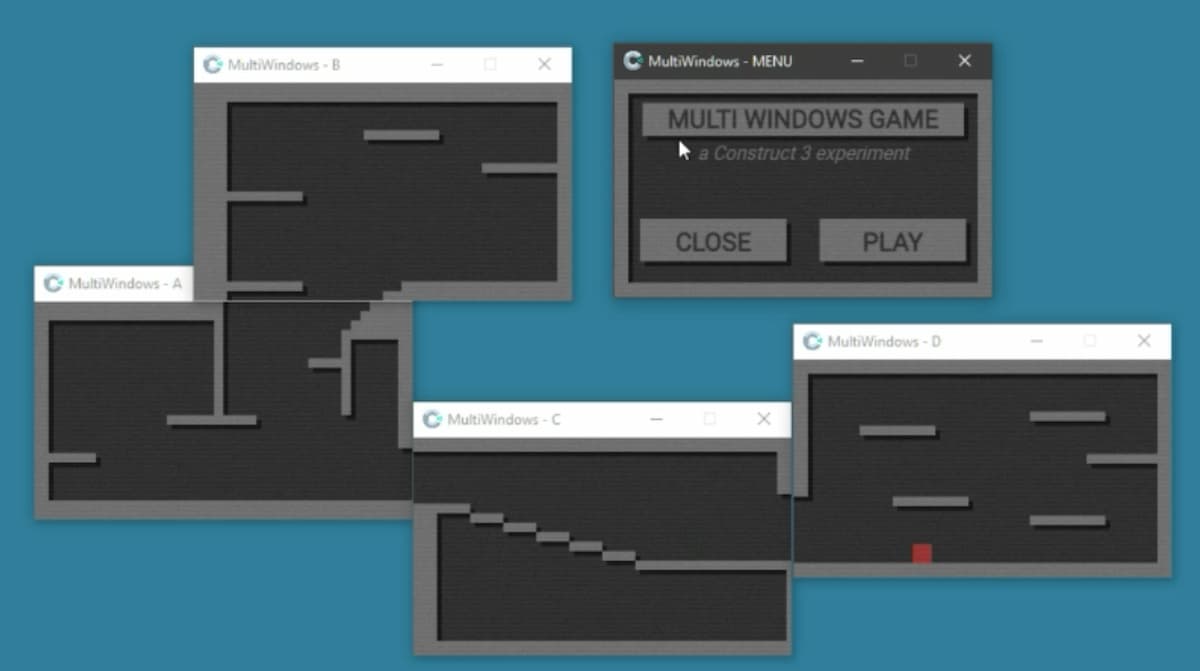 MultiWindows - B
MultiWindows - MENU
MULTI WINDOWS GAME
a Construct 3 experiment
CLOSE
PLAY
MultiWindows - A
MultiWindows - D
MultiWindows - C